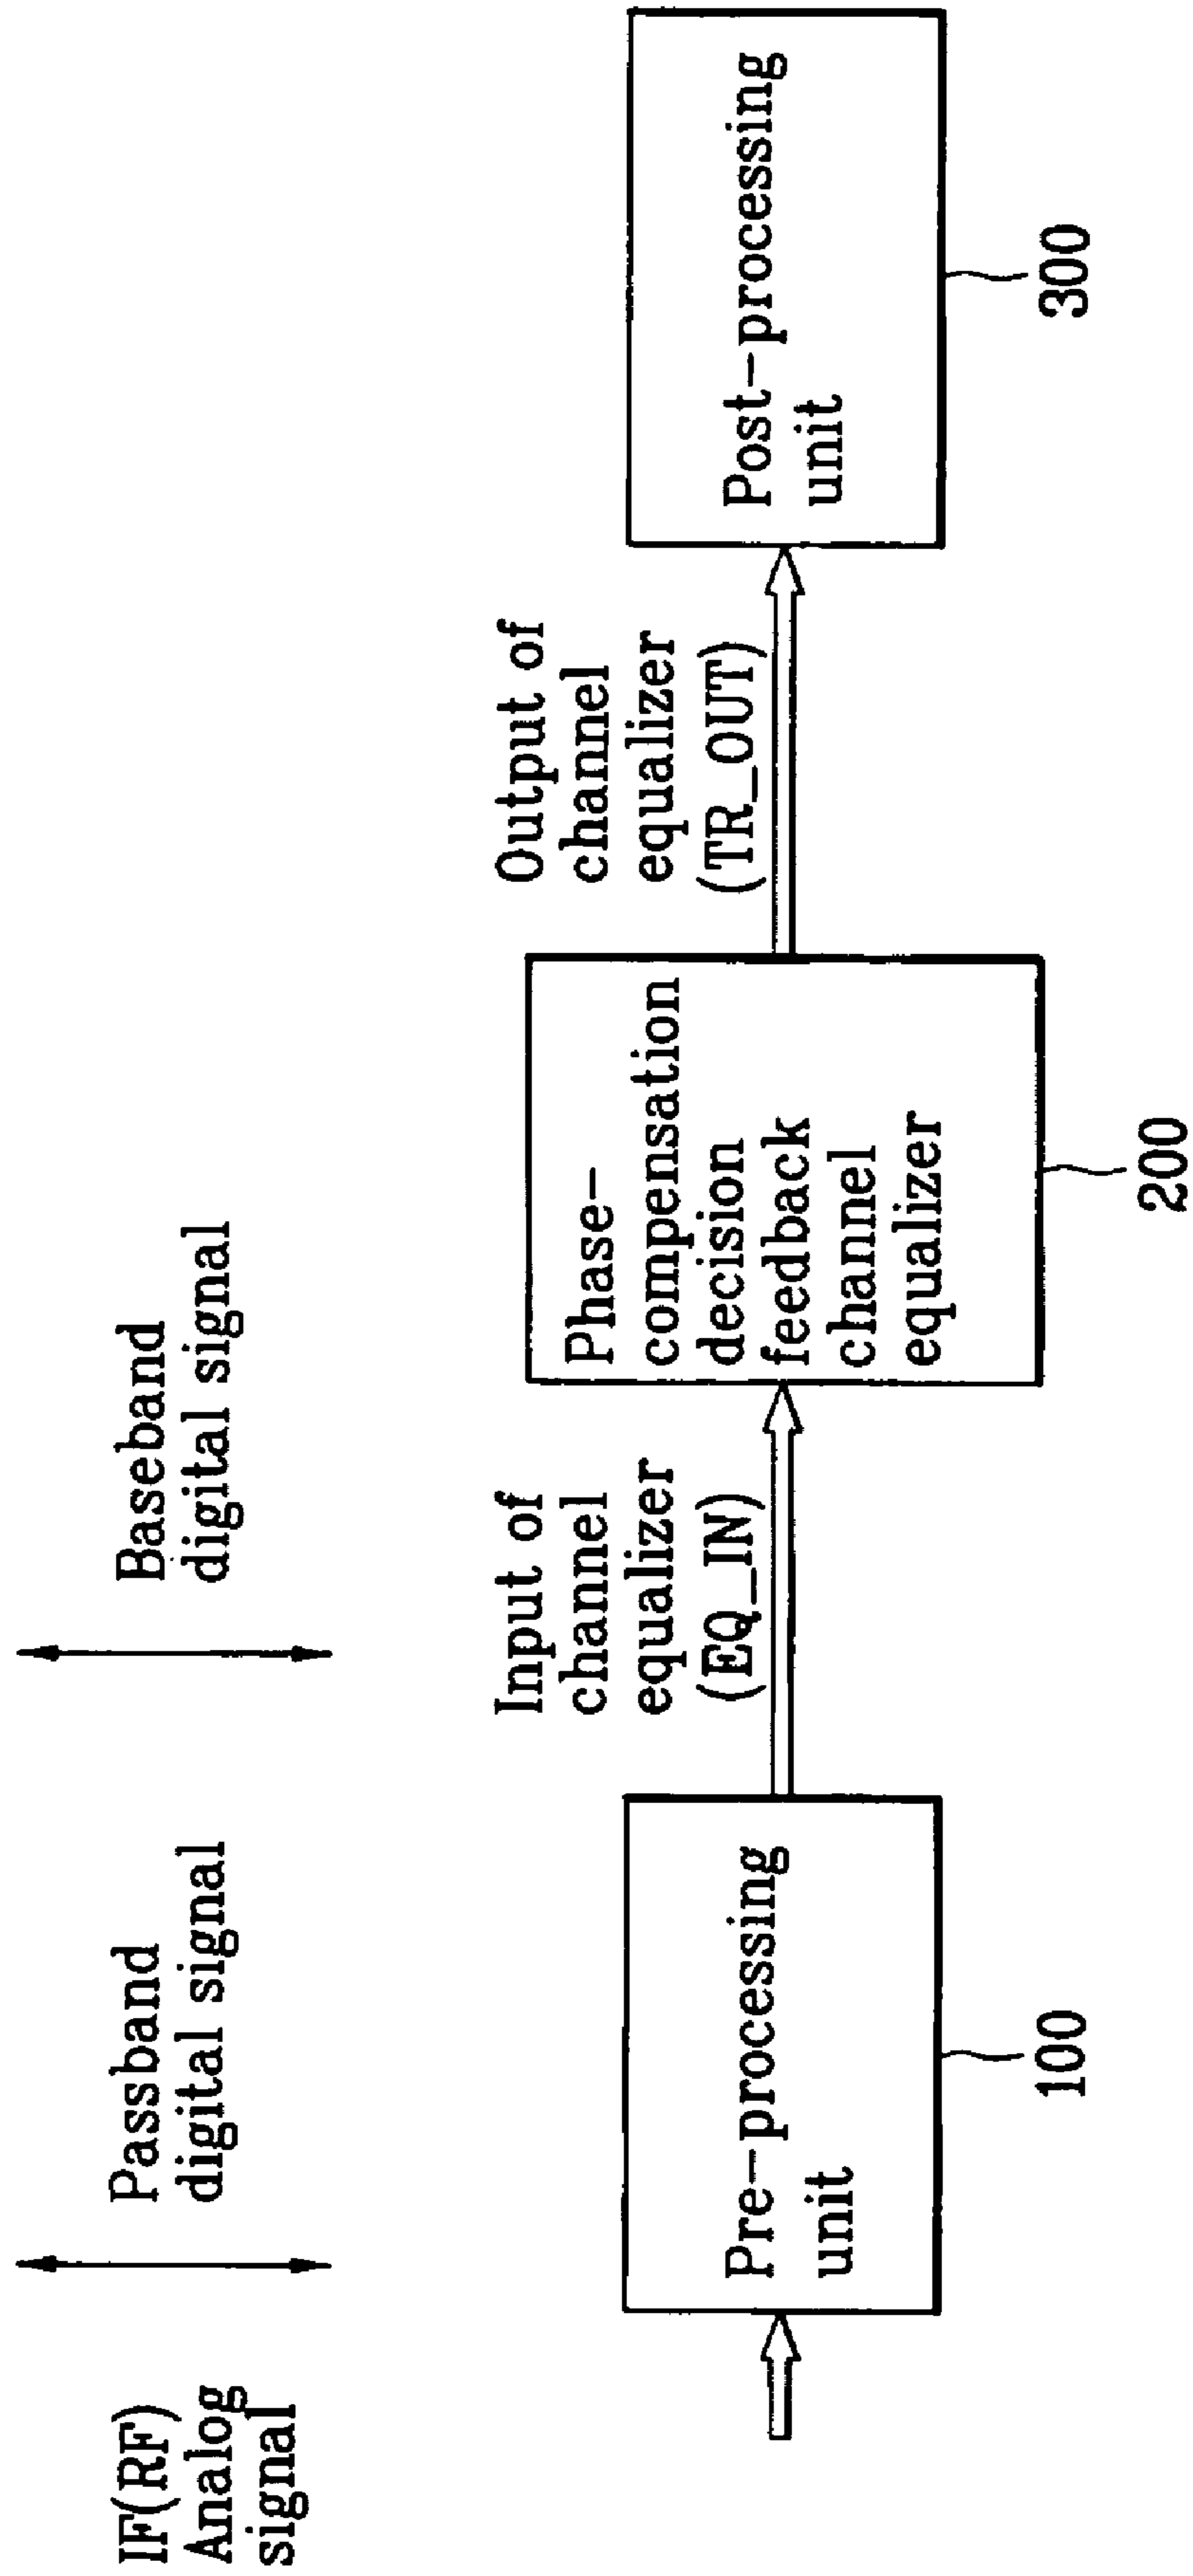 IF(RF)
Analog
signal
Passband
digital signal
Baseband
digital signal
Pre-processing
unit
100
Input of
channel
equalizer
(EQ_IN)
Phase-
compensation
decision
feedback
channel
equalizer
200
Output of
channel
equalizer
(TR_OUT)
Post-processing
unit
300